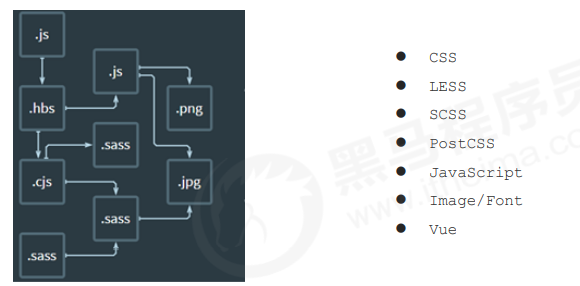 .js
.js
.hbs
.png
.sass
.cjs
.jpg
.sass
.sass
CSS
LESS
SCSS
PostCSS
JavaScript
Image/Font
Vue
黑马程序员
www.itheima.com